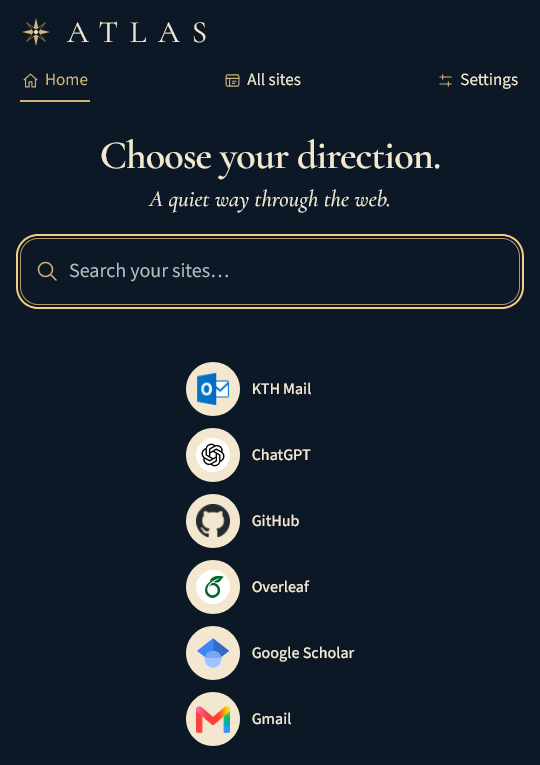 ATLAS
Home
All sites
Settings
Choose your direction.
A quiet way through the web.
Search your sites...
KTH Mail
ChatGPT
GitHub
Overleaf
Google Scholar
Gmail